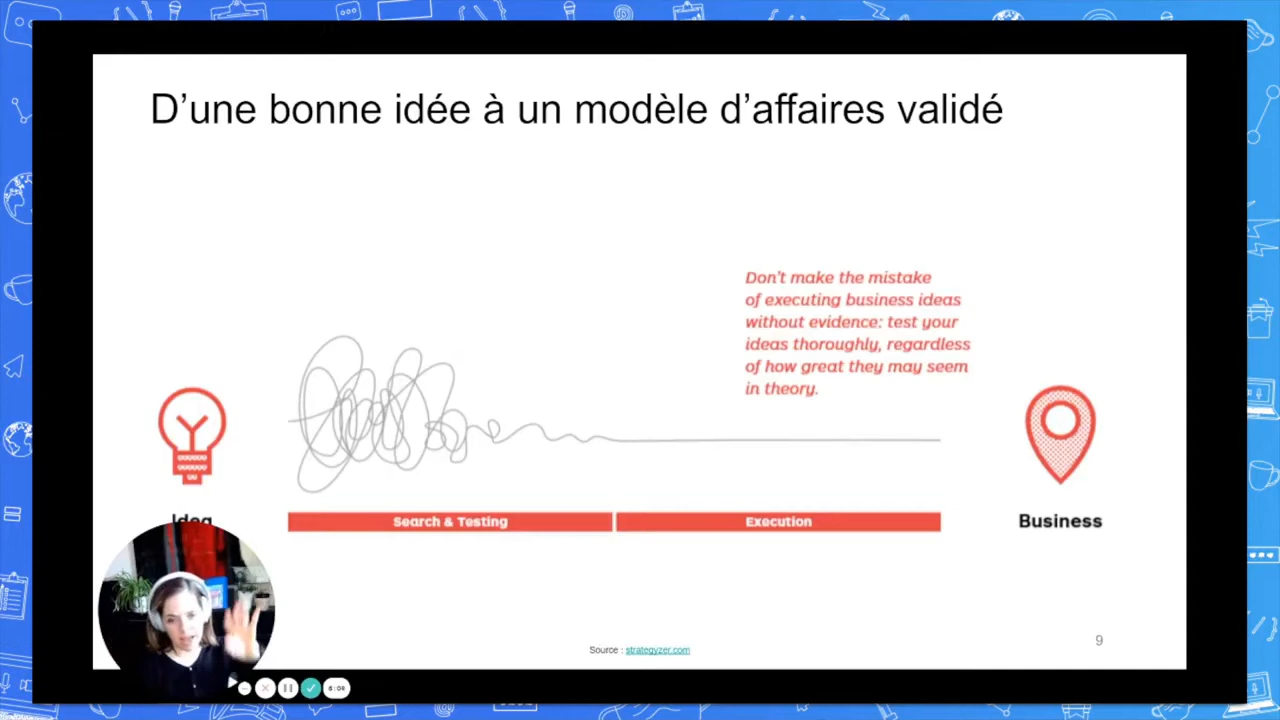 D’une bonne idée à un modèle d’affaires validé
Don't make the mistake
of executing business ideas
without evidence: test your
ideas thoroughly, regardless
of how great they may seem
in theory.
Idea
Search & Testing
Execution
Business
Source : strategyzer.com
9
6:09